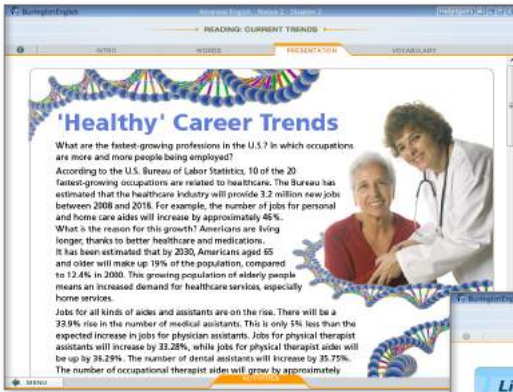 BurlingtonEnglish
Advanced English - Module 2 - Chapter 2
READING: CURRENT TRENDS
INTRO WORDS PRESENTATION VOCABULARY
'Healthy' Career Trends
What are the fastest-growing professions in the U.S.? In which occupations
are more and more people being employed?
According to the U.S. Bureau of Labor Statistics, 10 of the 20
fastest-growing occupations are related to healthcare. The Bureau has
estimated that the healthcare industry will provide 3.2 million new jobs
between 2008 and 2018. For example, the number of jobs for personal
and home care aides will increase by approximately 46%.
What is the reason for this growth? Americans are living
longer, thanks to better healthcare and medications.
It has been estimated that by 2030, Americans aged 65
and older will make up 19% of the population, compared
to 12.4% in 2000. This growing population of elderly people
means an increased demand for healthcare services, especially
home services.
Jobs for all kinds of aides and assistants are on the rise. There will be a
33.9% rise in the number of medical assistants. This is only 5% less than the
expected increase in jobs for physician assistants. Jobs for physical therapist
assistants will increase by 33.28%, while jobs for physical therapist aides will
be up by 36.29%. The number of dental assistants will increase by 35.75%.
The number of occupational therapist aides will grow by approximately
MENU
ACTIVITIES
BurlingtonEnglish